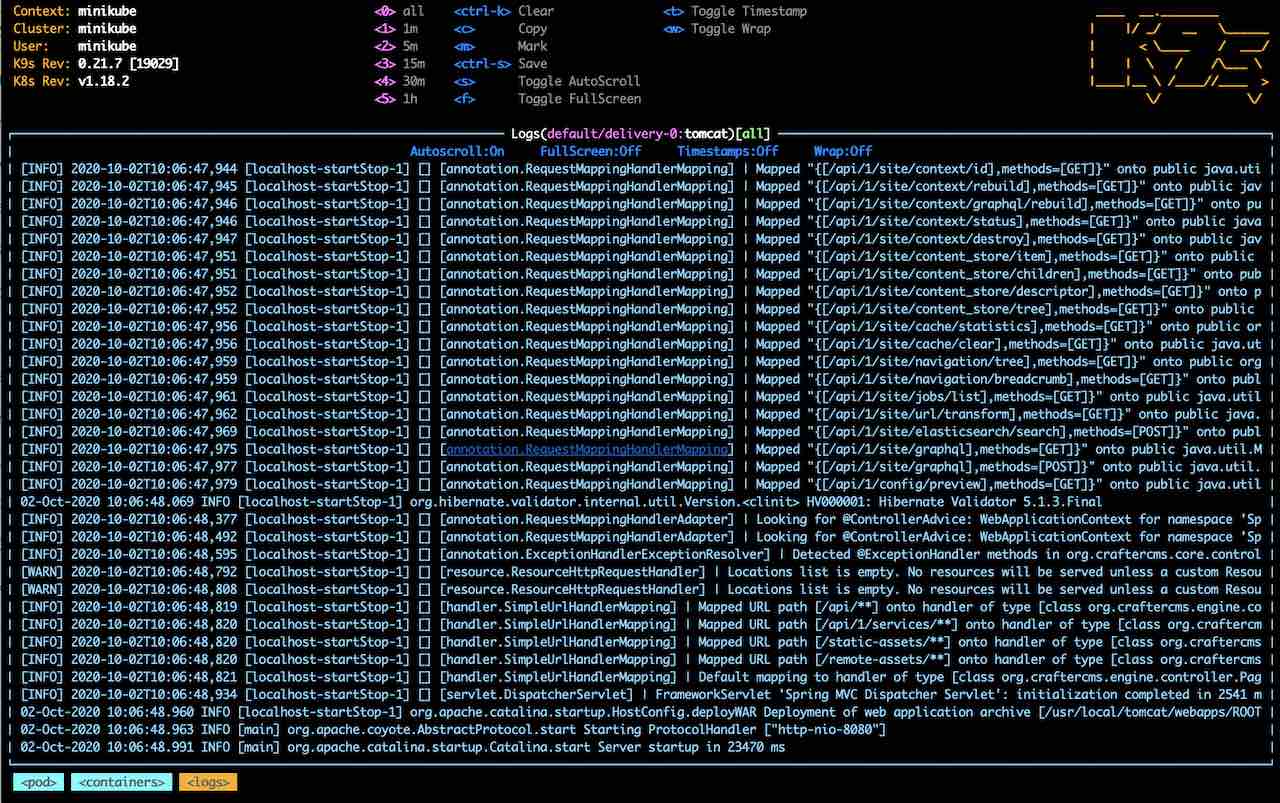 Context: minikube <0> all <ctrl-k> Clear <t> Toggle Timestamp
Cluster: minikube <1> 1m <c> Copy <w> Toggle Wrap
User: minikube <2> 5m <m> Mark
K9s Rev: 0.21.7 [19029] <3> 15m <ctrl-s> Save
K8s Rev: v1.18.2 <4> 30m <s> Toggle AutoScroll
<5> 1h <f> Toggle FullScreen
K9s
Logs(default/delivery-0:tomcat)[all]
Autoscroll:On FullScreen:Off Timestamps:Off Wrap:Off
[INFO] 2020-10-02T10:06:47,944 [localhost-startStop-1] [] [annotation.RequestMappingHandlerMapping] | Mapped "{[/api/1/site/context/id],methods=[GET]}" onto public java.uti
[INFO] 2020-10-02T10:06:47,945 [localhost-startStop-1] [] [annotation.RequestMappingHandlerMapping] | Mapped "{[/api/1/site/context/rebuild],methods=[GET]}" onto public jav
[INFO] 2020-10-02T10:06:47,946 [localhost-startStop-1] [] [annotation.RequestMappingHandlerMapping] | Mapped "{[/api/1/site/context/graphql/rebuild],methods=[GET]}" onto pu
[INFO] 2020-10-02T10:06:47,946 [localhost-startStop-1] [] [annotation.RequestMappingHandlerMapping] | Mapped "{[/api/1/site/context/status],methods=[GET]}" onto public java
[INFO] 2020-10-02T10:06:47,947 [localhost-startStop-1] [] [annotation.RequestMappingHandlerMapping] | Mapped "{[/api/1/site/context/destroy],methods=[GET]}" onto public jav
[INFO] 2020-10-02T10:06:47,951 [localhost-startStop-1] [] [annotation.RequestMappingHandlerMapping] | Mapped "{[/api/1/site/content_store/item],methods=[GET]}" onto public
[INFO] 2020-10-02T10:06:47,951 [localhost-startStop-1] [] [annotation.RequestMappingHandlerMapping] | Mapped "{[/api/1/site/content_store/children],methods=[GET]}" onto pub
[INFO] 2020-10-02T10:06:47,952 [localhost-startStop-1] [] [annotation.RequestMappingHandlerMapping] | Mapped "{[/api/1/site/content_store/descriptor],methods=[GET]}" onto p
[INFO] 2020-10-02T10:06:47,952 [localhost-startStop-1] [] [annotation.RequestMappingHandlerMapping] | Mapped "{[/api/1/site/content_store/tree],methods=[GET]}" onto public
[INFO] 2020-10-02T10:06:47,956 [localhost-startStop-1] [] [annotation.RequestMappingHandlerMapping] | Mapped "{[/api/1/site/cache/statistics],methods=[GET]}" onto public or
[INFO] 2020-10-02T10:06:47,956 [localhost-startStop-1] [] [annotation.RequestMappingHandlerMapping] | Mapped "{[/api/1/site/cache/clear],methods=[GET]}" onto public java.ut
[INFO] 2020-10-02T10:06:47,959 [localhost-startStop-1] [] [annotation.RequestMappingHandlerMapping] | Mapped "{[/api/1/site/navigation/tree],methods=[GET]}" onto public org
[INFO] 2020-10-02T10:06:47,959 [localhost-startStop-1] [] [annotation.RequestMappingHandlerMapping] | Mapped "{[/api/1/site/navigation/breadcrumb],methods=[GET]}" onto publ
[INFO] 2020-10-02T10:06:47,961 [localhost-startStop-1] [] [annotation.RequestMappingHandlerMapping] | Mapped "{[/api/1/site/jobs/list],methods=[GET]}" onto public java.util
[INFO] 2020-10-02T10:06:47,962 [localhost-startStop-1] [] [annotation.RequestMappingHandlerMapping] | Mapped "{[/api/1/site/url/transform],methods=[GET]}" onto public java.
[INFO] 2020-10-02T10:06:47,969 [localhost-startStop-1] [] [annotation.RequestMappingHandlerMapping] | Mapped "{[/api/1/site/elasticsearch/search],methods=[POST]}" onto publ
[INFO] 2020-10-02T10:06:47,975 [localhost-startStop-1] [] [annotation.RequestMappingHandlerMapping] | Mapped "{[/api/1/site/graphql],methods=[GET]}" onto public java.util.M
[INFO] 2020-10-02T10:06:47,977 [localhost-startStop-1] [] [annotation.RequestMappingHandlerMapping] | Mapped "{[/api/1/site/graphql],methods=[POST]}" onto public java.util.
[INFO] 2020-10-02T10:06:47,979 [localhost-startStop-1] [] [annotation.RequestMappingHandlerMapping] | Mapped "{[/api/1/config/preview],methods=[GET]}" onto public java.util
02-Oct-2020 10:06:48.069 INFO [localhost-startStop-1] org.hibernate.validator.internal.util.Version.<clinit> HV000001: Hibernate Validator 5.1.3.Final
[INFO] 2020-10-02T10:06:48,377 [localhost-startStop-1] [] [annotation.RequestMappingHandlerAdapter] | Looking for @ControllerAdvice: WebApplicationContext for namespace 'Sp
[INFO] 2020-10-02T10:06:48,492 [localhost-startStop-1] [] [annotation.RequestMappingHandlerAdapter] | Looking for @ControllerAdvice: WebApplicationContext for namespace 'Sp
[INFO] 2020-10-02T10:06:48,595 [localhost-startStop-1] [] [annotation.ExceptionHandlerExceptionResolver] | Detected @ExceptionHandler methods in org.craftercms.core.control
[WARN] 2020-10-02T10:06:48,792 [localhost-startStop-1] [] [resource.ResourceHttpRequestHandler] | Locations list is empty. No resources will be served unless a custom Resou
[WARN] 2020-10-02T10:06:48,808 [localhost-startStop-1] [] [resource.ResourceHttpRequestHandler] | Locations list is empty. No resources will be served unless a custom Resou
[INFO] 2020-10-02T10:06:48,819 [localhost-startStop-1] [] [handler.SimpleUrlHandlerMapping] | Mapped URL path [/api/**] onto handler of type [class org.craftercms.engine.co
[INFO] 2020-10-02T10:06:48,820 [localhost-startStop-1] [] [handler.SimpleUrlHandlerMapping] | Mapped URL path [/api/1/services/**] onto handler of type [class org.craftercm
[INFO] 2020-10-02T10:06:48,820 [localhost-startStop-1] [] [handler.SimpleUrlHandlerMapping] | Mapped URL path [/static-assets/**] onto handler of type [class org.craftercms
[INFO] 2020-10-02T10:06:48,820 [localhost-startStop-1] [] [handler.SimpleUrlHandlerMapping] | Mapped URL path [/remote-assets/**] onto handler of type [class org.craftercms
[INFO] 2020-10-02T10:06:48,821 [localhost-startStop-1] [] [handler.SimpleUrlHandlerMapping] | Default mapping to handler of type [class org.craftercms.engine.controller.Pag
[INFO] 2020-10-02T10:06:48,934 [localhost-startStop-1] [] [servlet.DispatcherServlet] | FrameworkServlet 'Spring MVC Dispatcher Servlet': initialization completed in 2541 m
02-Oct-2020 10:06:48.960 INFO [localhost-startStop-1] org.apache.catalina.startup.HostConfig.deployWAR Deployment of web application archive [/usr/local/tomcat/webapps/ROOT
02-Oct-2020 10:06:48.963 INFO [main] org.apache.coyote.AbstractProtocol.start Starting ProtocolHandler ["http-nio-8080"]
02-Oct-2020 10:06:48.991 INFO [main] org.apache.catalina.startup.Catalina.start Server startup in 23470 ms
<pod> <containers> <logs>